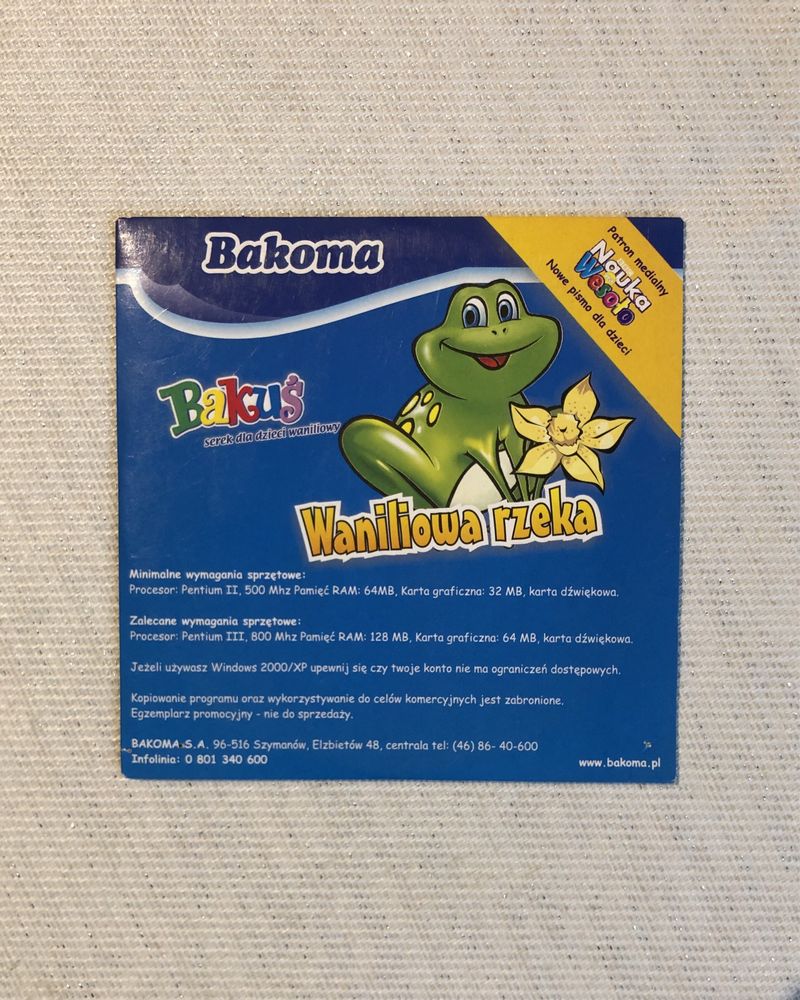 Bakoma
Patron medialny
Nauka
Wesoło
Nowe pismo dla dzieci
Bakuś
serek dla dzieci waniliowy
Waniliowa rzeka
Minimalne wymagania sprzętowe:
Procesor: Pentium II, 500 Mhz Pamięć RAM: 64MB, Karta graficzna: 32 MB, karta dźwiękowa.
Zalecane wymagania sprzętowe:
Procesor: Pentium III, 800 Mhz Pamięć RAM: 128 MB, Karta graficzna: 64 MB, karta dźwiękowa.
Jeżeli używasz Windows 2000/XP upewnij się czy twoje konto nie ma ograniczeń dostępowych.
Kopiowanie programu oraz wykorzystywanie do celów komercyjnych jest zabronione.
Egzemplarz promocyjny - nie do sprzedaży.
BAKOMA S.A. 96-516 Szymanów, Elzbietów 48, centrala tel: (46) 86- 40-600
Infolinia: 0 801 340 600
www.bakoma.pl